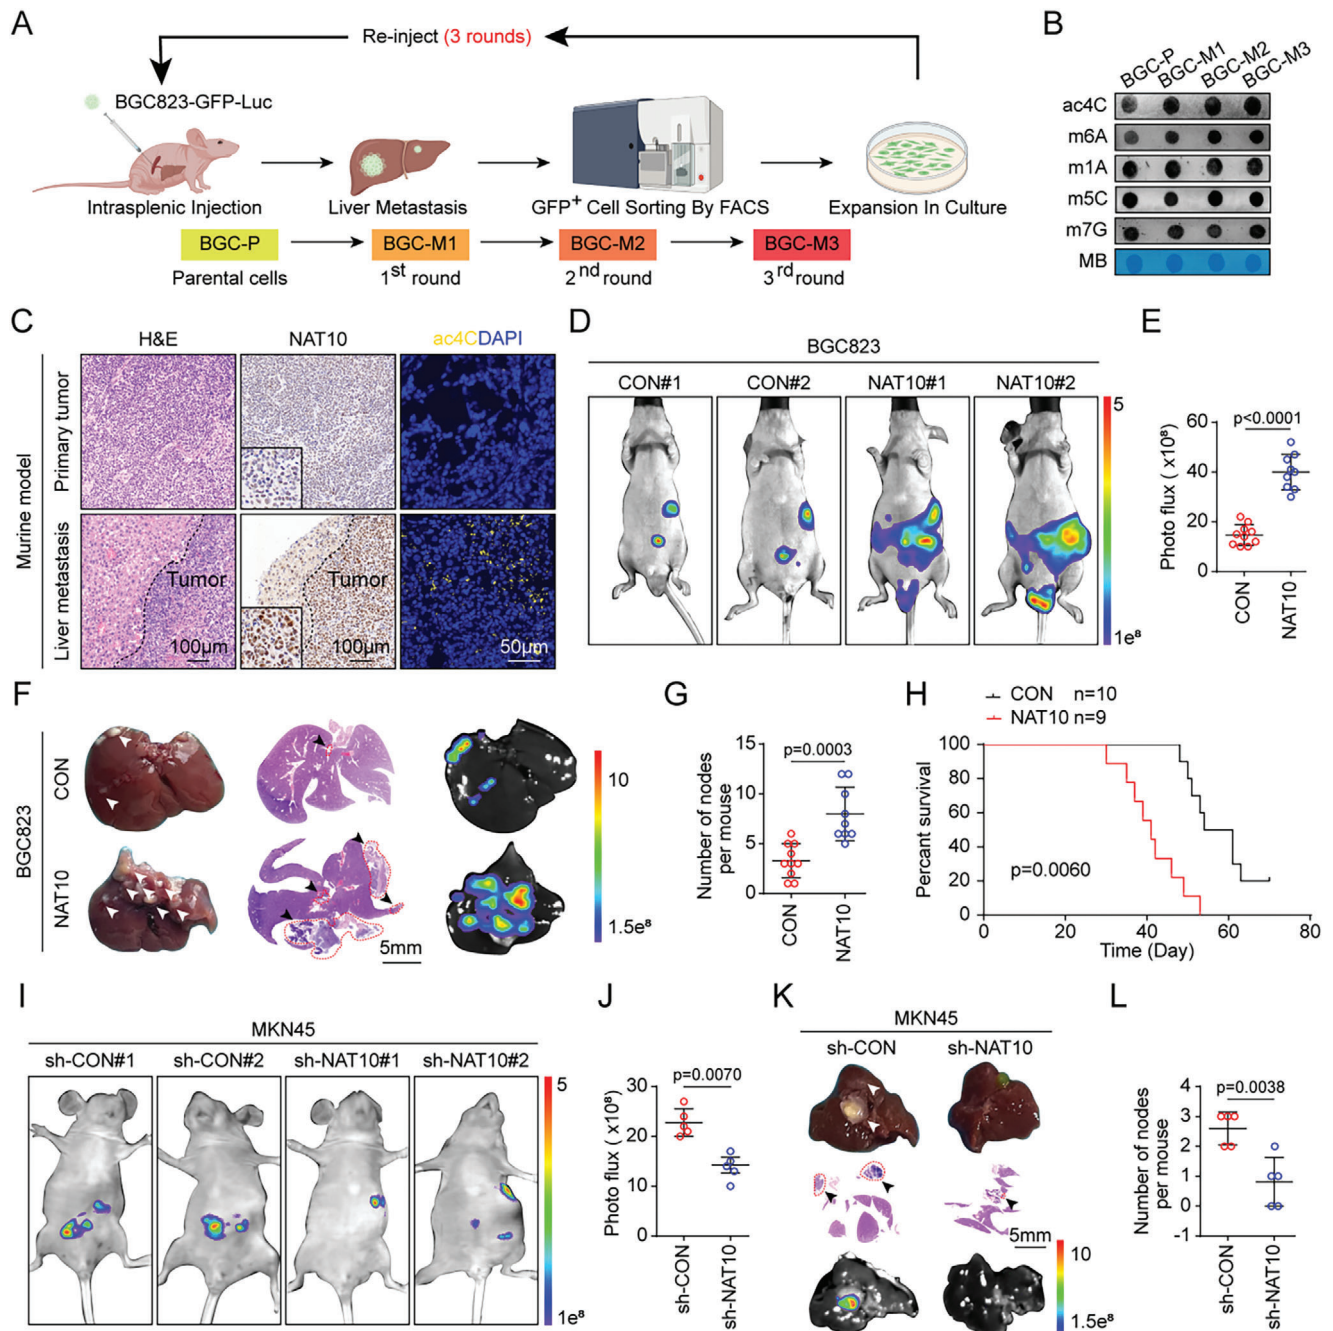 A
Re-inject (3 rounds)
BGC823-GFP-Luc
Intrasplenic Injection
Liver Metastasis
GFP+ Cell Sorting By FACS
Expansion In Culture
BGC-P
BGC-M1
BGC-M2
BGC-M3
Parental cells
1st round
2nd round
3rd round
B
BGC-P
BGC-M1
BGC-M2
BGC-M3
ac4C
m6A
m1A
m5C
m7G
MB
C
H&E
NAT10
ac4CDAPI
Murine model
Primary tumor
Liver metastasis
Tumor
100μm
Tumor
100μm
50μm
D
BGC823
CON#1
CON#2
NAT10#1
NAT10#2
5
1e⁸
E
p<0.0001
Photo flux ( x10⁸)
60
40
20
0
CON
NAT10
F
BGC823
CON
NAT10
5mm
10
1.5e⁸
G
p=0.0003
Number of nodes
per mouse
15
10
5
0
CON
NAT10
H
CON n=10
NAT10 n=9
Percent survival
100
80
60
40
20
0
p=0.0060
0
20
40
60
80
Time (Day)
I
MKN45
sh-CON#1
sh-CON#2
sh-NAT10#1
sh-NAT10#2
5
1e⁸
J
p=0.0070
Photo flux ( x10⁸)
30
20
10
0
sh-CON
sh-NAT10
K
MKN45
sh-CON
sh-NAT10
5mm
10
1.5e⁸
L
p=0.0038
Number of nodes
per mouse
4
3
2
1
0
-1
sh-CON
sh-NAT10